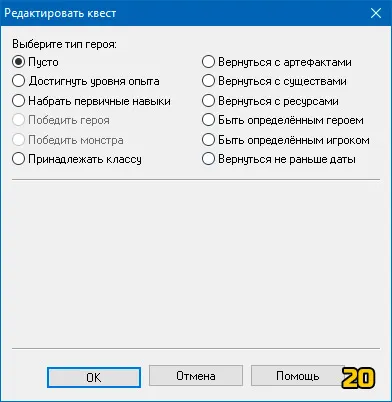 Редактировать квест
Выберите тип героя:
Пусто
Достигнуть уровня опыта
Набрать первичные навыки
Победить героя
Победить монстра
Принадлежать классу
Вернуться с артефактами
Вернуться с существами
Вернуться с ресурсами
Быть определённым героем
Быть определённым игроком
Вернуться не раньше даты
OK
Отмена
Помощь
20